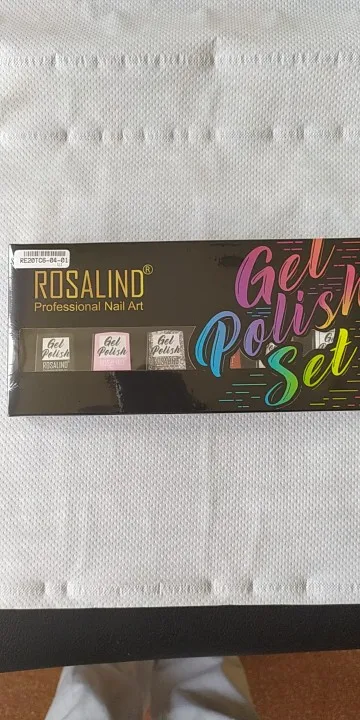 RE20TC6-04-01
ROSALIND®
Professional Nail Art
Gel
Polish
Set
Gel
Polish
ROSALIND
Gel
Polish
Gel
Polish